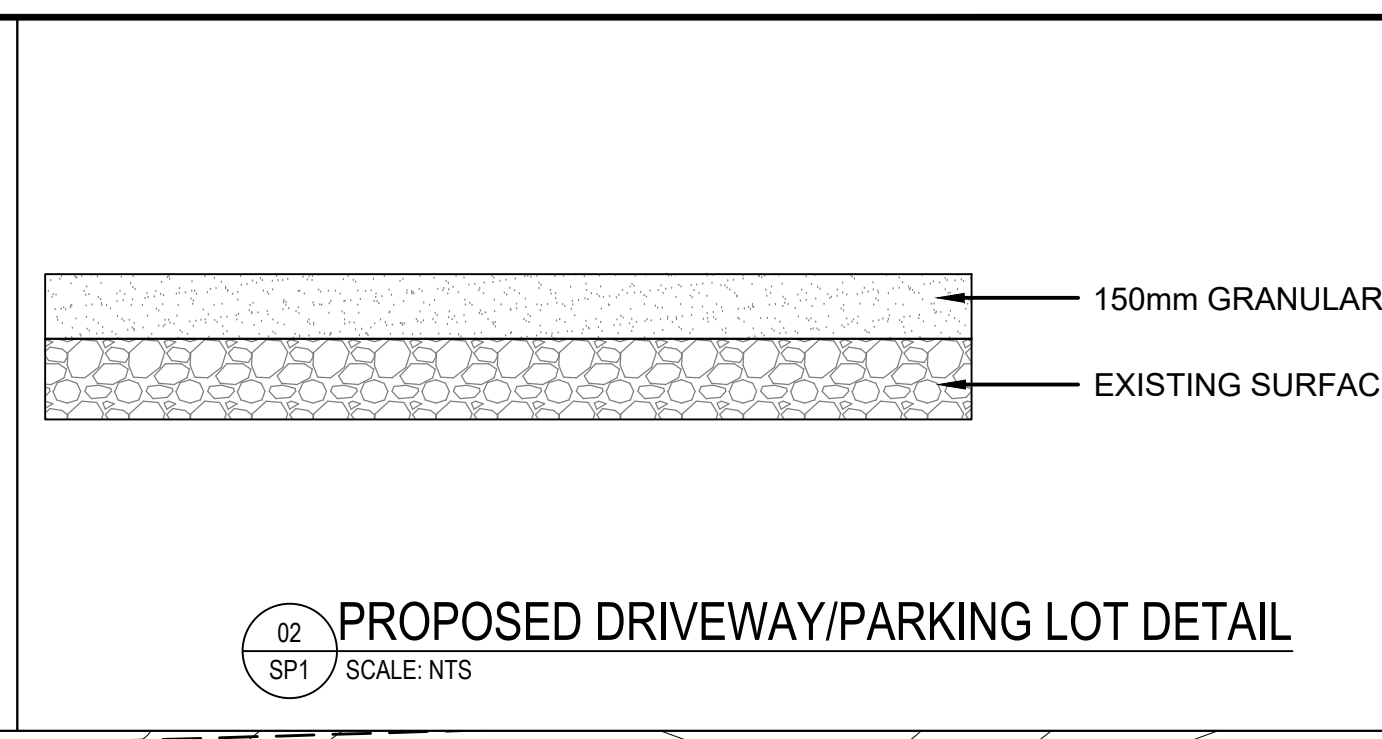 150mm GRANULAR
EXISTING SURFAC
02
SP1
PROPOSED DRIVEWAY/PARKING LOT DETAIL
SCALE: NTS